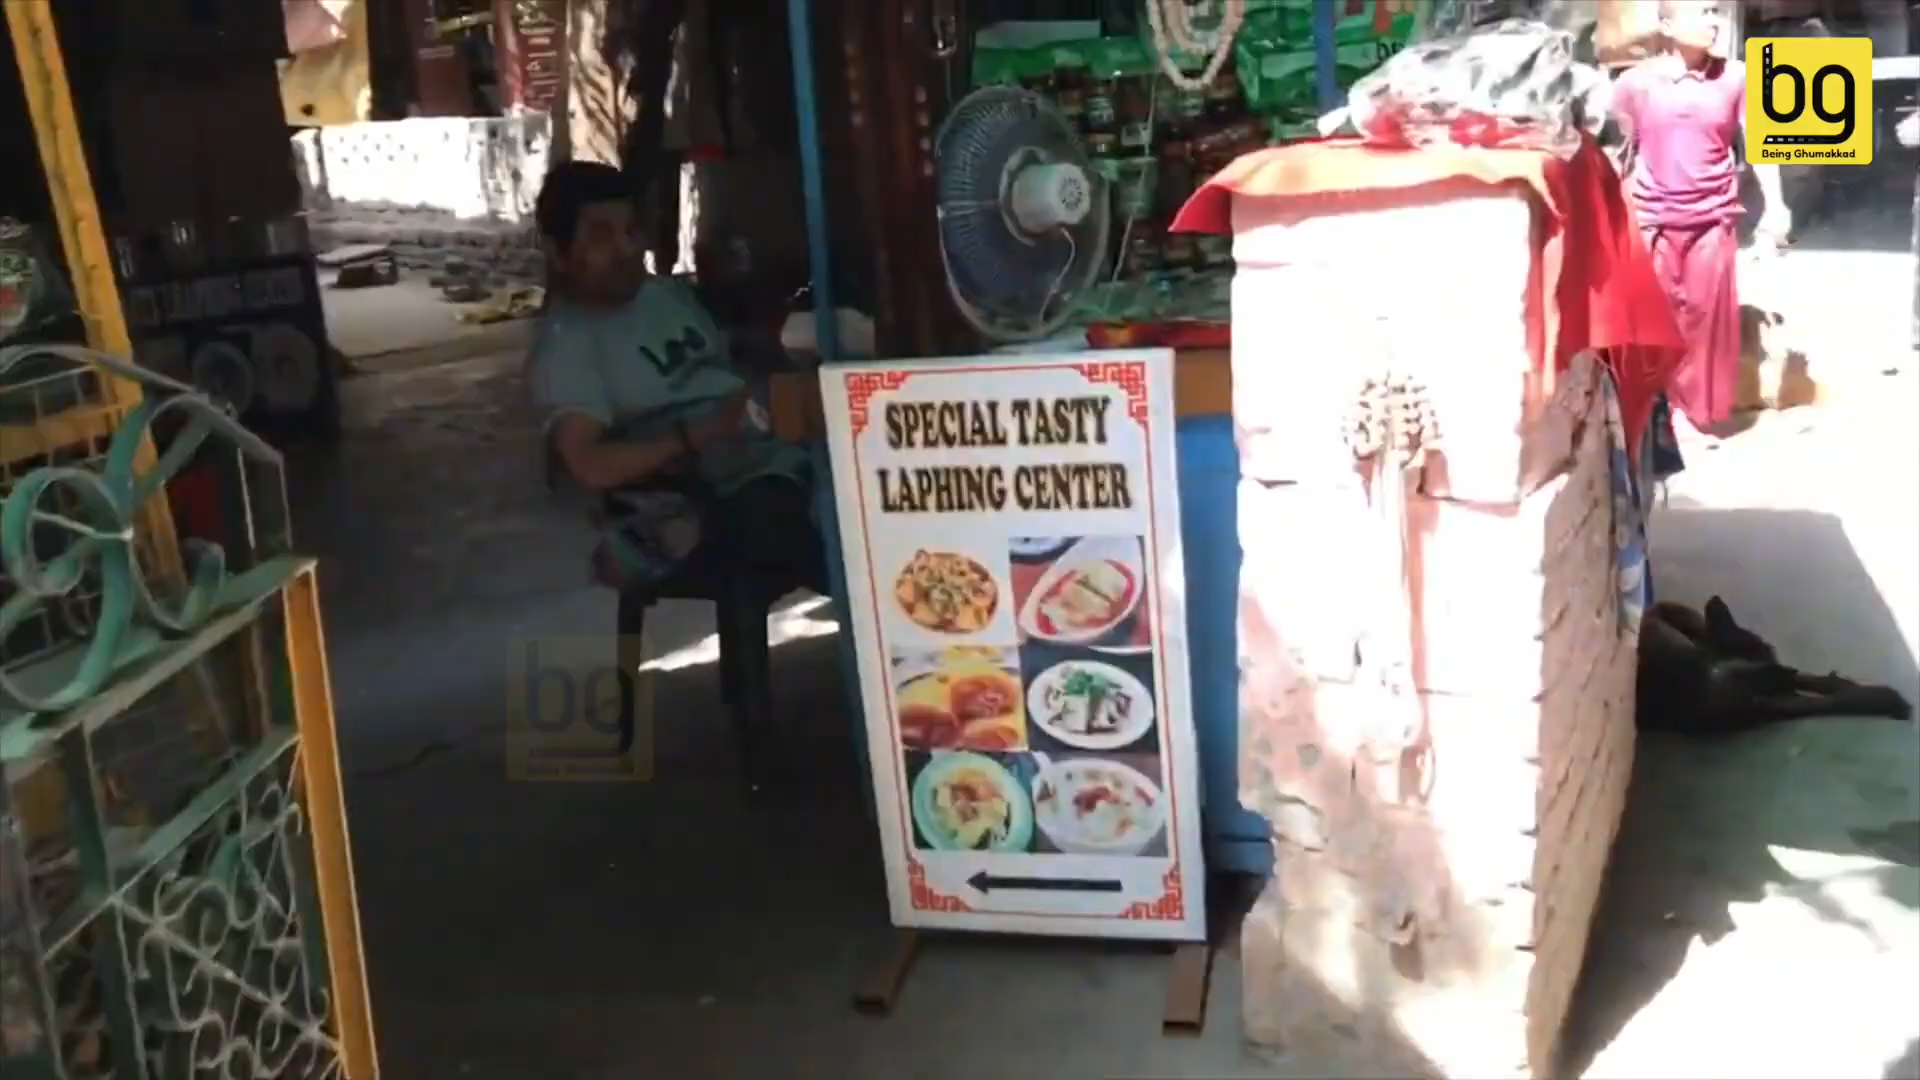 bg
Being Ghumakkad
SPECIAL TASTY
LAPHING CENTER
bg